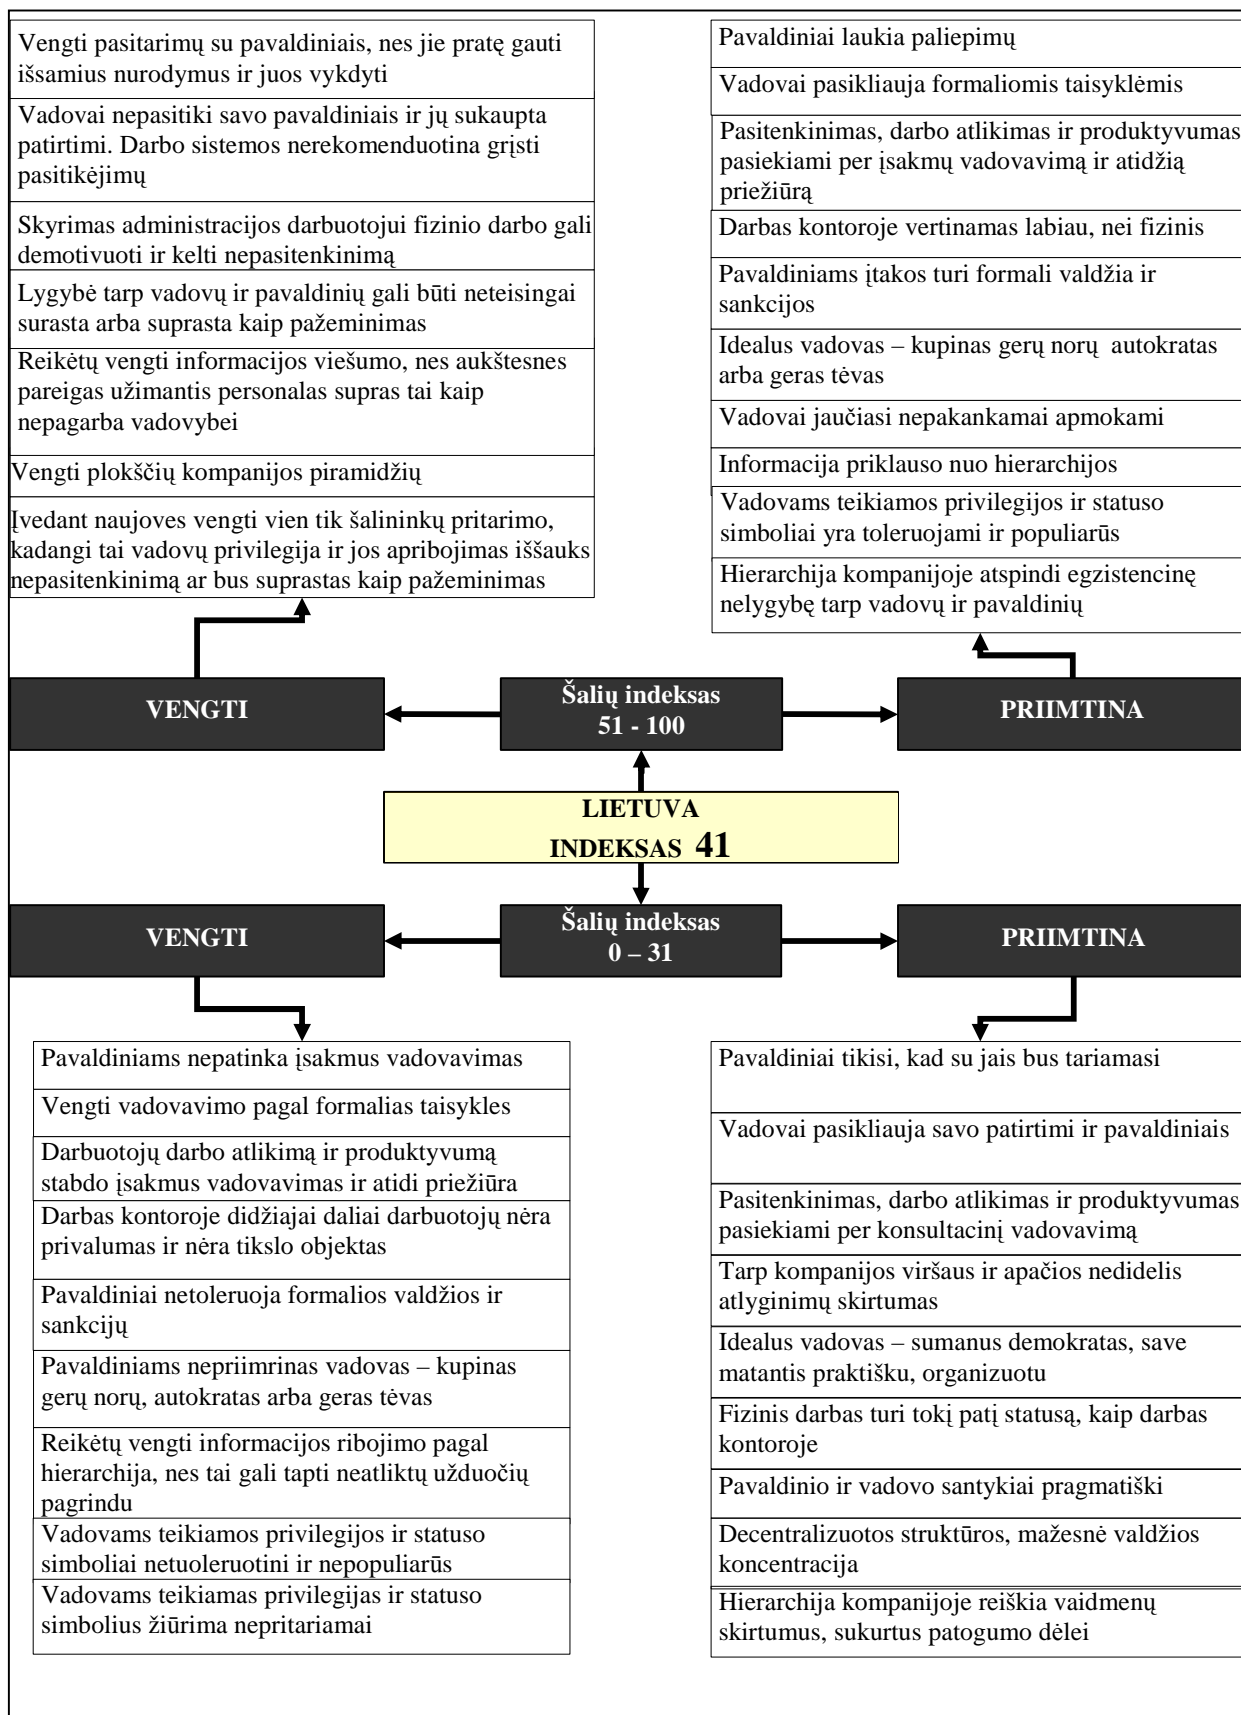 Vengti pasitarimų su pavaldiniais, nes jie pratę gauti
išsamius nurodymus ir juos vykdyti
Vadovai nepasitiki savo pavaldiniais ir jų sukaupta
patirtimi. Darbo sistemos nerekomenduotina grįsti
pasitikėjimų
Skyrimas administracijos darbuotojui fizinio darbo gali
demotivuoti ir kelti nepasitenkinimą
Lygybė tarp vadovų ir pavaldinių gali būti neteisingai
surasta arba suprasta kaip pažeminimas
Reikėtų vengti informacijos viešumo, nes aukštesnes
pareigas užimantis personalas supras tai kaip
nepagarba vadovybei
Vengti plokščių kompanijos piramidžių
Įvedant naujoves vengti vien tik šalininkų pritarimo,
kadangi tai vadovų privilegija ir jos apribojimas iššauks
nepasitenkinimą ar bus suprastas kaip pažeminimas
Pavaldiniai laukia paliepimų
Vadovai pasikliauja formaliomis taisyklėmis
Pasitenkinimas, darbo atlikimas ir produktyvumas
pasiekiami per įsakmų vadovavimą ir atidžią
priežiūrą
Darbas kontoroje vertinamas labiau, nei fizinis
Pavaldiniams įtakos turi formali valdžia ir
sankcijos
Idealus vadovas – kupinas gerų norų autokratas
arba geras tėvas
Vadovai jaučiasi nepakankamai apmokami
Informacija priklauso nuo hierarchijos
Vadovams teikiamos privilegijos ir statuso
simboliai yra toleruojami ir populiarūs
Hierarchija kompanijoje atspindi egzistencinę
nelygybę tarp vadovų ir pavaldinių
VENGTI
Šalių indeksas
51 - 100
PRIIMTINA
LIETUVA
INDEKSAS 41
VENGTI
Šalių indeksas
0 – 31
PRIIMTINA
Pavaldiniams nepatinka įsakmus vadovavimas
Vengti vadovavimo pagal formalias taisykles
Darbuotojų darbo atlikimą ir produktyvumą
stabdo įsakmus vadovavimas ir atidi priežiūra
Darbas kontoroje didžiajai daliai darbuotojų nėra
privalumas ir nėra tikslo objektas
Pavaldiniai netoleruoja formalios valdžios ir
sankcijų
Pavaldiniams nepriimrinas vadovas – kupinas
gerų norų, autokratas arba geras tėvas
Reikėtų vengti informacijos ribojimo pagal
hierarchija, nes tai gali tapti neatliktų užduočių
pagrindu
Vadovams teikiamos privilegijos ir statuso
simboliai netuoleruotini ir nepopuliarūs
Vadovams teikiamas privilegijas ir statuso
simbolius žiūrima nepritariamai
Pavaldiniai tikisi, kad su jais bus tariamasi
Vadovai pasikliauja savo patirtimi ir pavaldiniais
Pasitenkinimas, darbo atlikimas ir produktyvumas
pasiekiami per konsultacinį vadovavimą
Tarp kompanijos viršaus ir apačios nedidelis
atlyginimų skirtumas
Idealus vadovas – sumanus demokratas, save
matantis praktišku, organizuotu
Fizinis darbas turi tokį patį statusą, kaip darbas
kontoroje
Pavaldinio ir vadovo santykiai pragmatiški
Decentralizuotos struktūros, mažesnė valdžios
koncentracija
Hierarchija kompanijoje reiškia vaidmenų
skirtumus, sukurtus patogumo dėlei